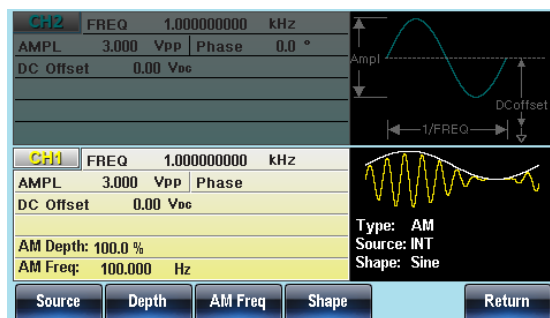 CH2 FREQ 1.000000000 kHz
AMPL 3.000 Vpp Phase 0.0 °
DC Offset 0.00 VDC
Ampl
DCoffset
1/FREQ
CH1 FREQ 1.000000000 kHz
AMPL 3.000 Vpp Phase
DC Offset 0.00 VDC
AM Depth: 100.0 %
AM Freq: 100.000 Hz
Type: AM
Source: INT
Shape: Sine
Source Depth AM Freq Shape Return